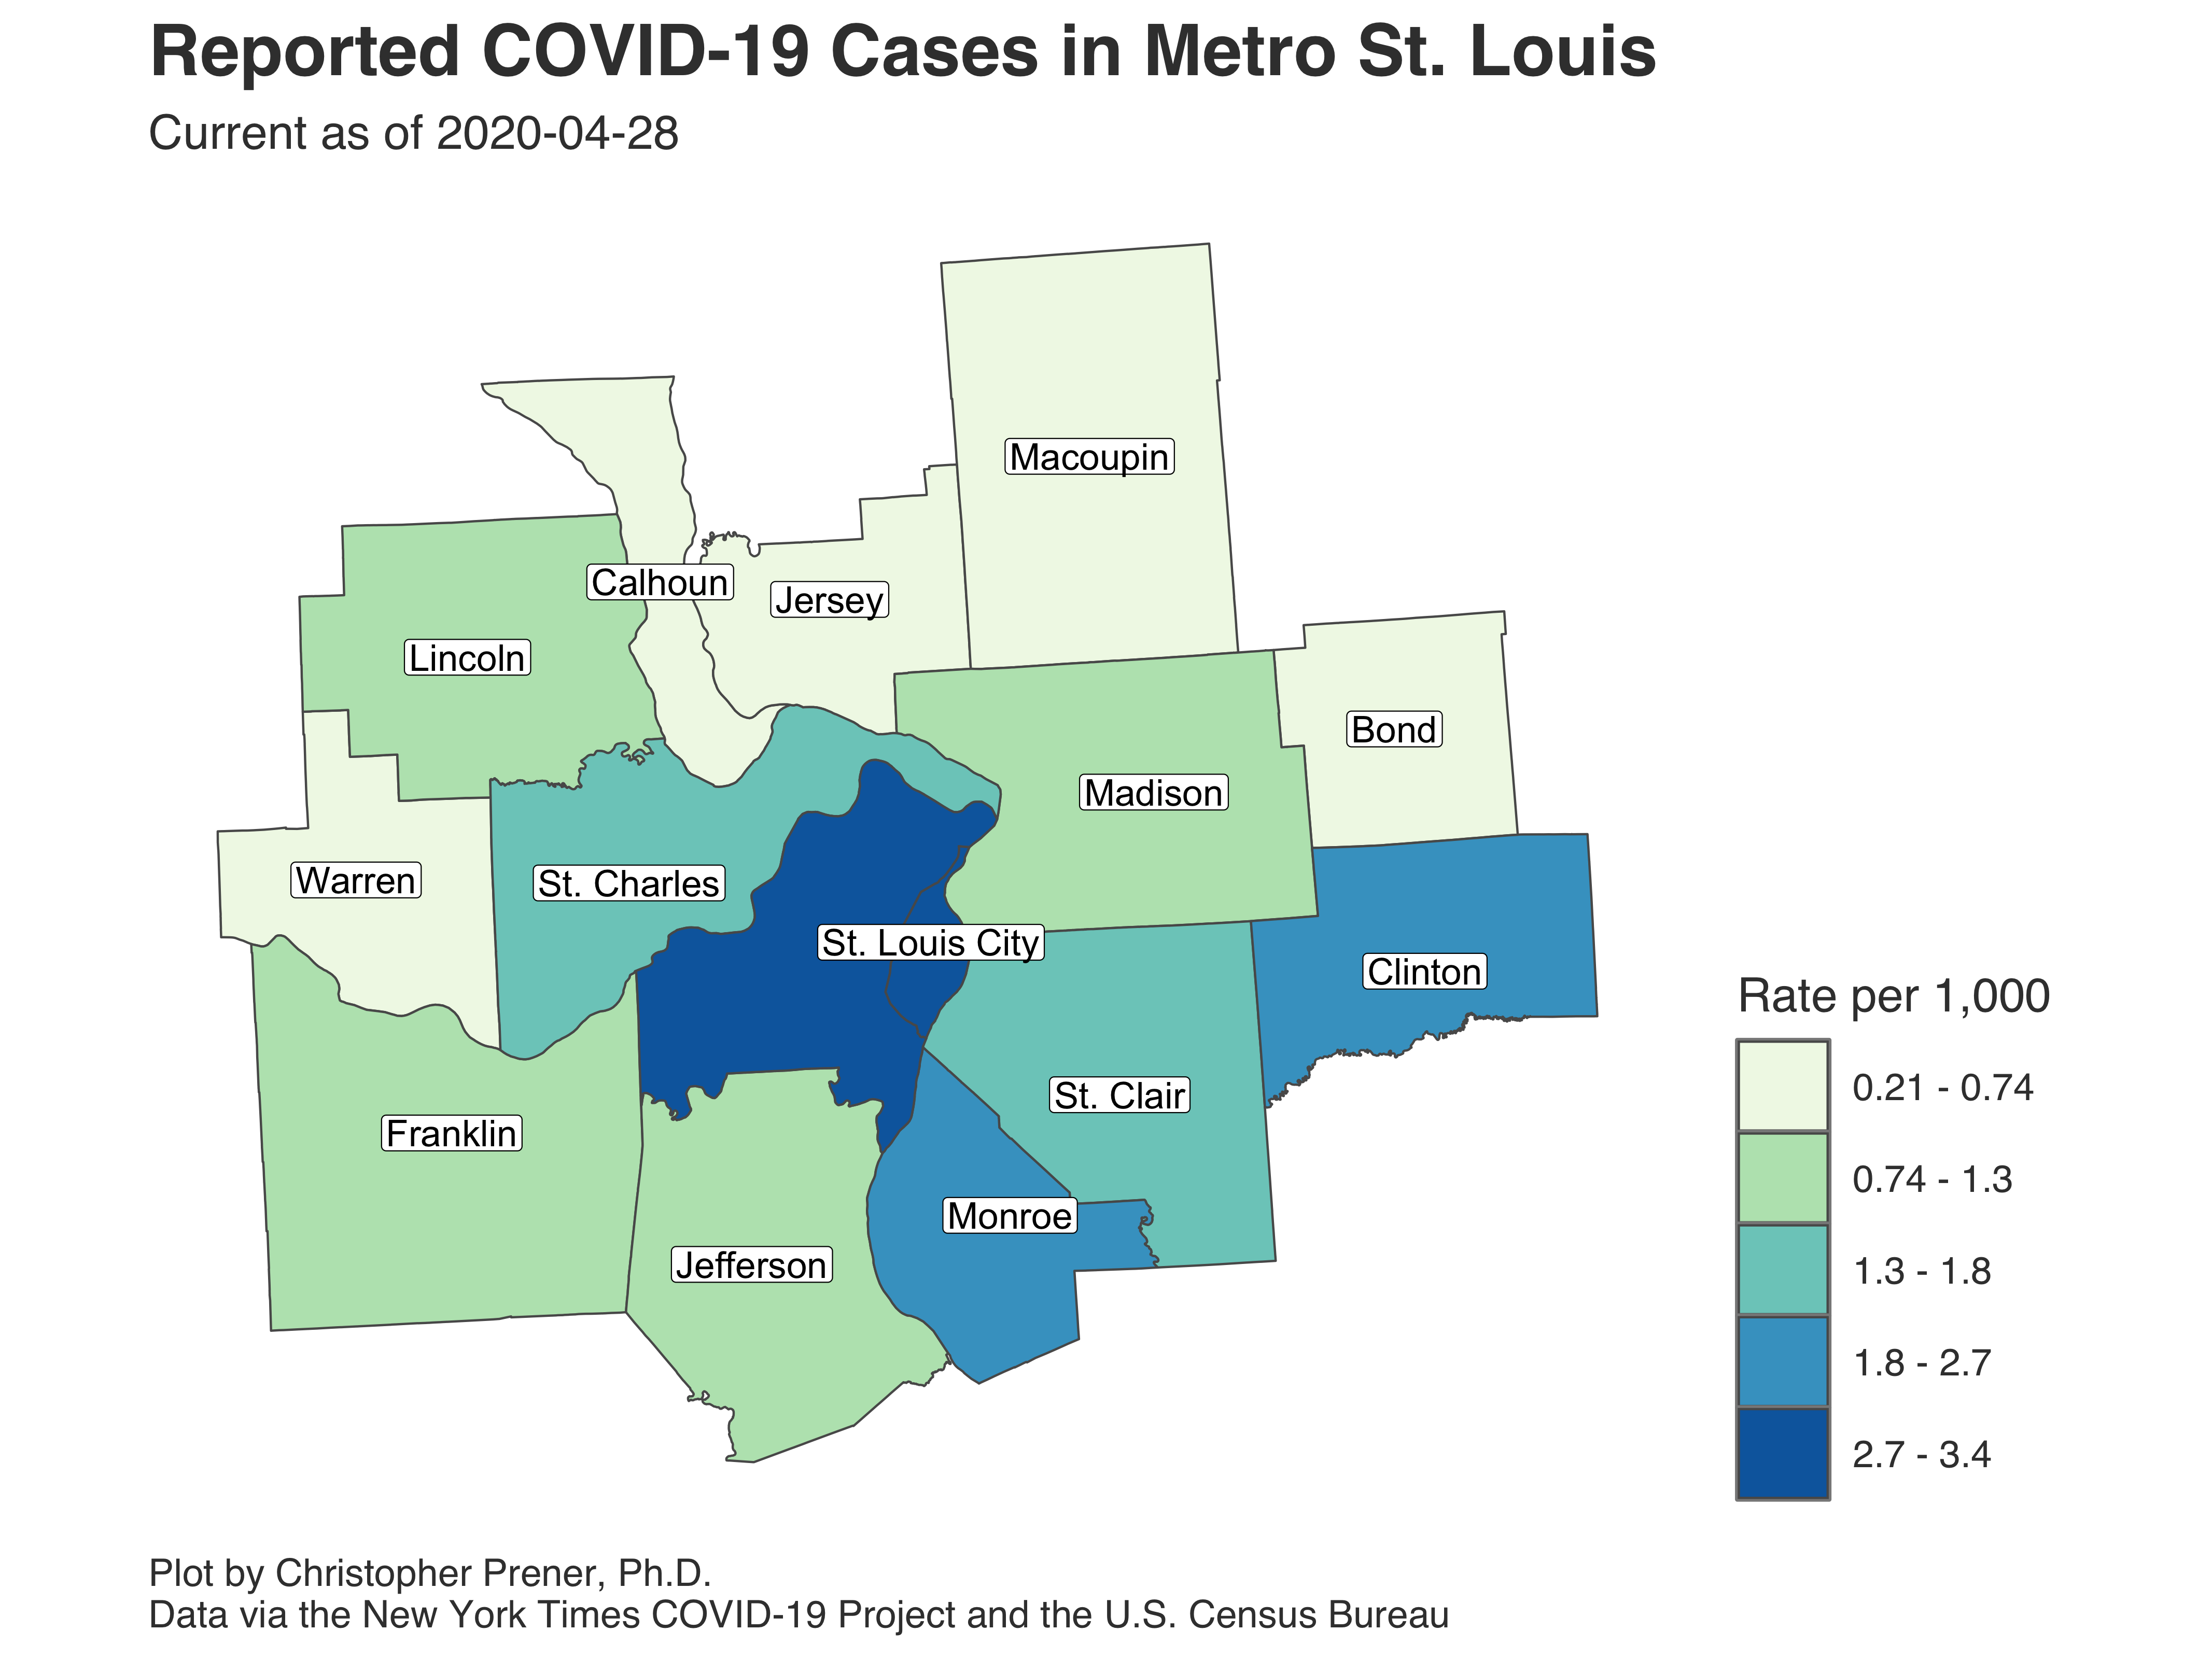 Reported COVID-19 Cases in Metro St. Louis
Current as of 2020-04-28
Macoupin
Calhoun
Jersey
Lincoln
Bond
Madison
Warren
St. Charles
St. Louis City
Clinton
St. Clair
Franklin
Monroe
Jefferson
Rate per 1,000
0.21 - 0.74
0.74 - 1.3
1.3 - 1.8
1.8 - 2.7
2.7 - 3.4
Plot by Christopher Prener, Ph.D.
Data via the New York Times COVID-19 Project and the U.S. Census Bureau